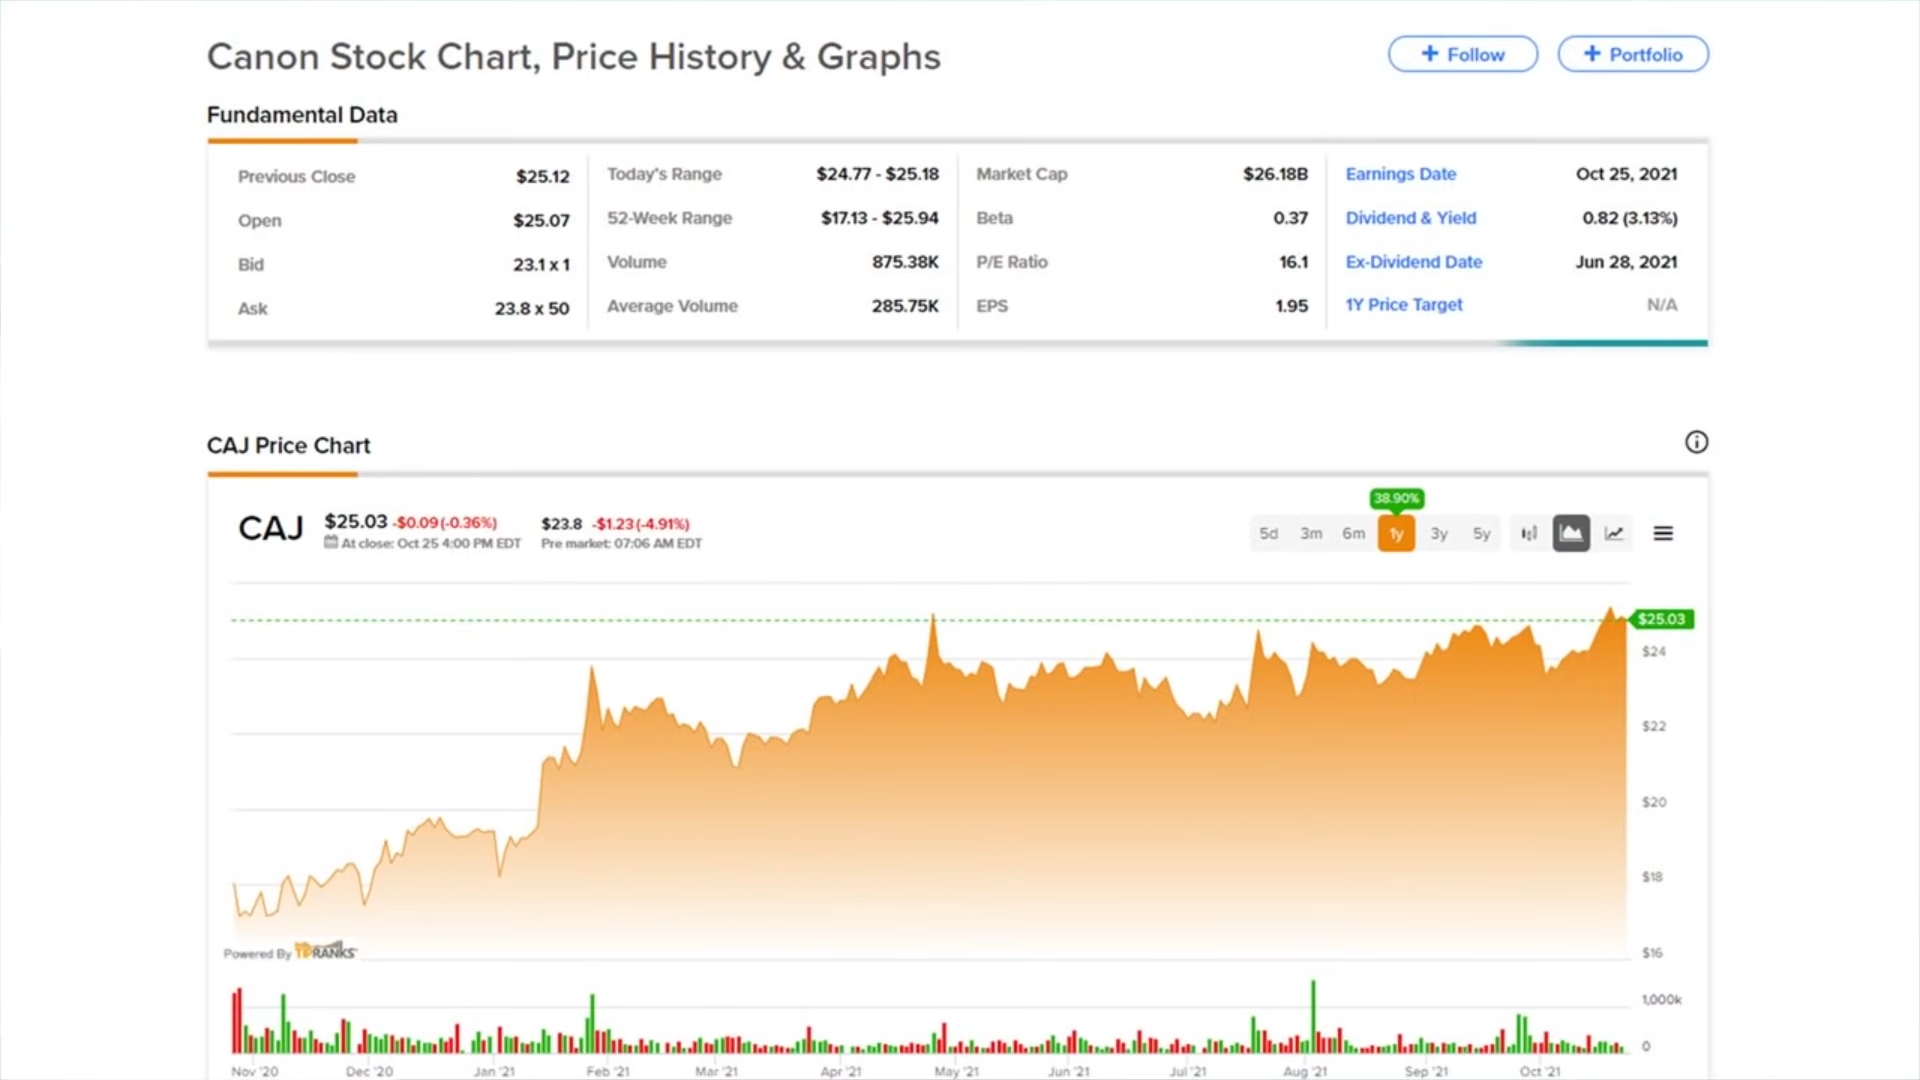 Canon Stock Chart, Price History & Graphs
+ Follow
+ Portfolio
Fundamental Data
Previous Close $25.12
Open $25.07
Bid 23.1 x 1
Ask 23.8 x 50
Today's Range $24.77 - $25.18
52-Week Range $17.13 - $25.94
Volume 875.38K
Average Volume 285.75K
Market Cap $26.18B
Beta 0.37
P/E Ratio 16.1
EPS 1.95
Earnings Date Oct 25, 2021
Dividend & Yield 0.82 (3.13%)
Ex-Dividend Date Jun 28, 2021
1Y Price Target N/A
CAJ Price Chart
CAJ
$25.03 -$0.09 (-0.36%)
At close: Oct 25 4:00 PM EDT
$23.8 -$1.23 (-4.91%)
Pre market: 07:06 AM EDT
38.90%
5d 3m 6m 1y 3y 5y
$25.03
$24
$22
$20
$18
$16
Powered By TIPRANKS
1,000k
0
Nov '20 Dec '20 Jan '21 Feb '21 Mar '21 Apr '21 May '21 Jun '21 Jul '21 Aug '21 Sep '21 Oct '21